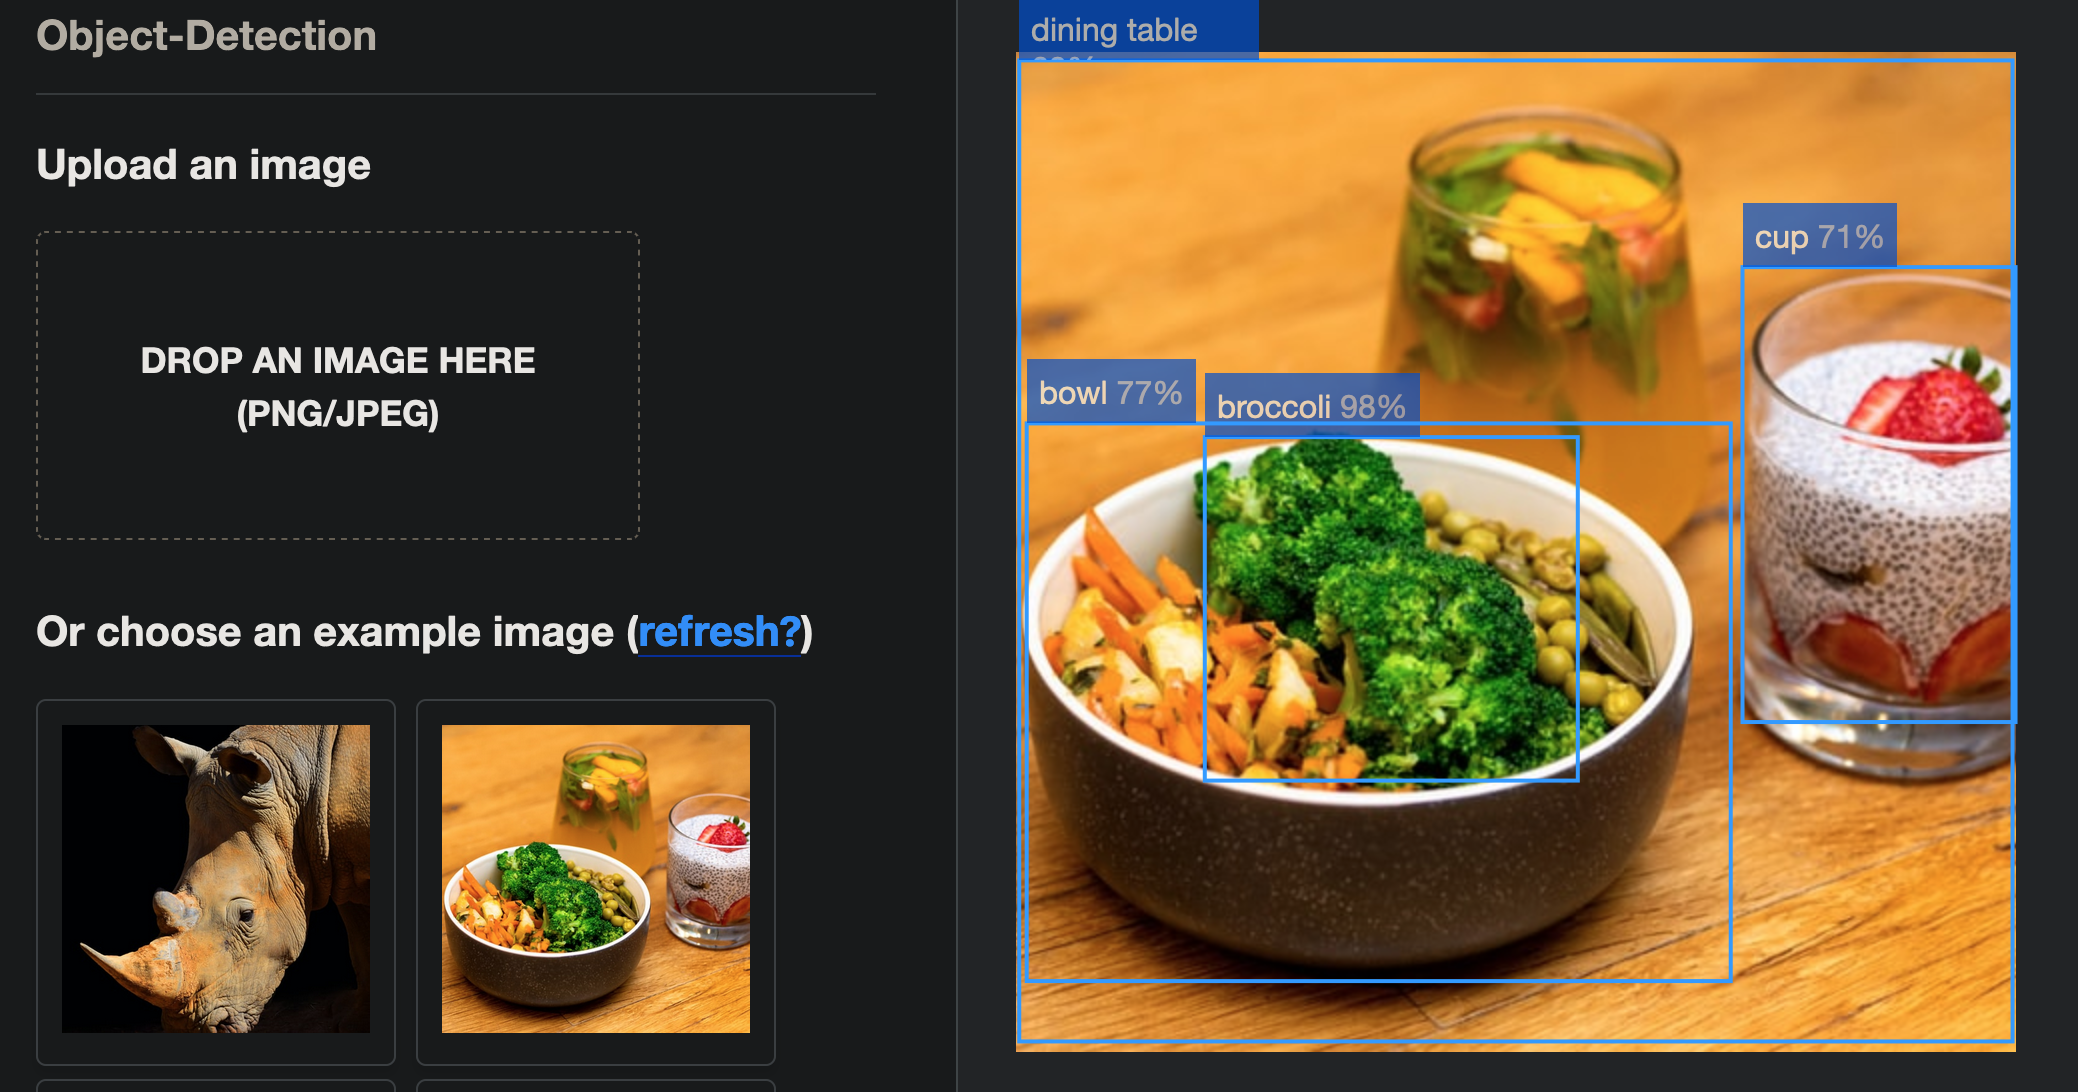 Object-Detection
Upload an image
DROP AN IMAGE HERE
(PNG/JPEG)
Or choose an example image (refresh?)
dining table
cup 71%
bowl 77%
broccoli 98%